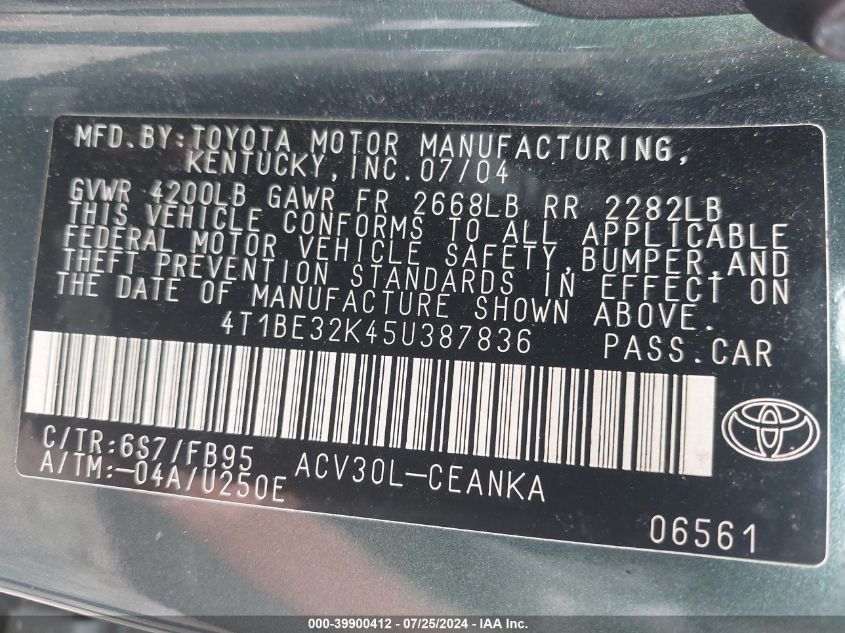 MFD.BY:TOYOTA MOTOR MANUFACTURING,
KENTUCKY,INC.07/04
GVWR 4200LB GAWR FR 2668LB RR 2282LB
THIS VEHICLE CONFORMS TO ALL APPLICABLE
FEDERAL MOTOR VEHICLE SAFETY,BUMPER,AND
THEFT PREVENTION STANDARDS IN EFFECT ON
THE DATE OF MANUFACTURE SHOWN ABOVE.
4T1BE32K45U387836 PASS.CAR
C/TR:6S7/FB95
A/TM:-04A/U250E ACV30L-CEANKA
06561
000-39900412 - 07/25/2024 - IAA Inc.